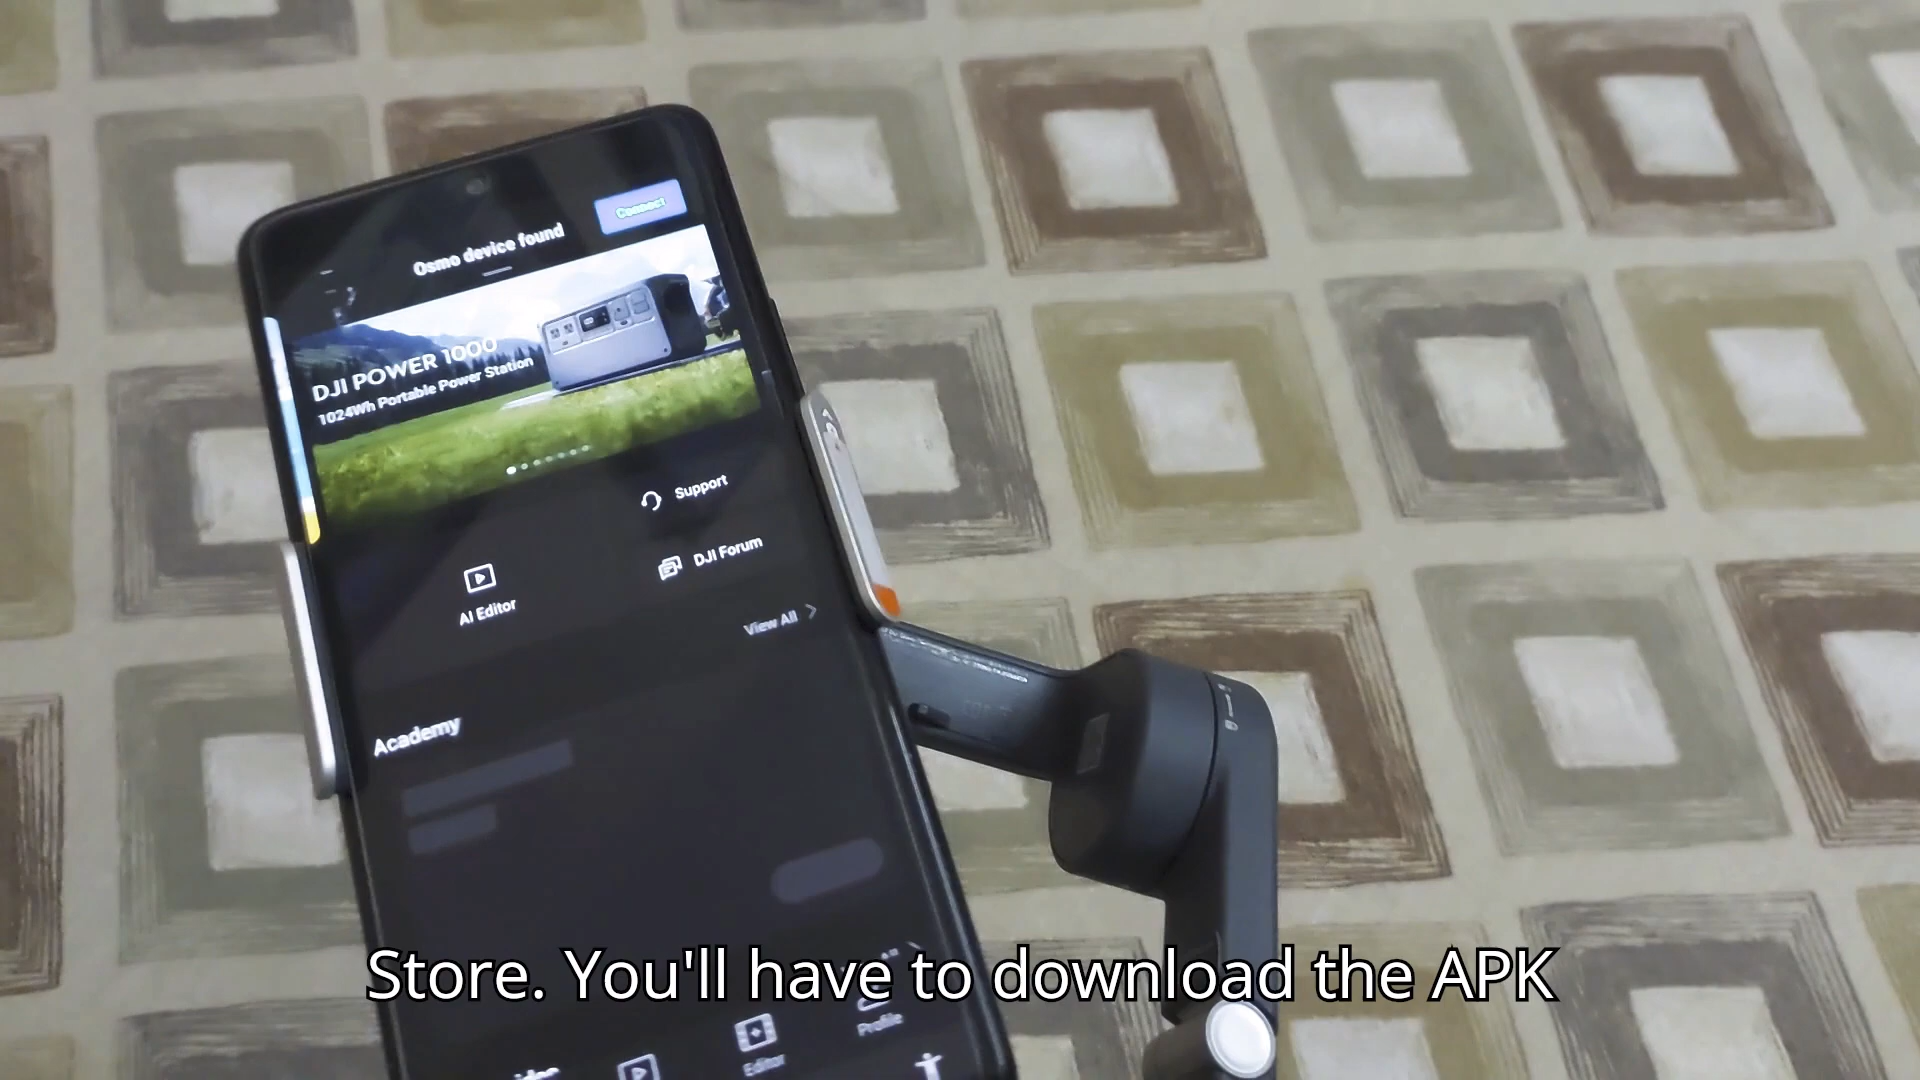 Connect
Osmo device found
DJI POWER 1000
1024Wh Portable Power Station
Support
DJI Forum
AI Editor
View All
Academy
Store. You'll have to download the APK
Profile
Editor